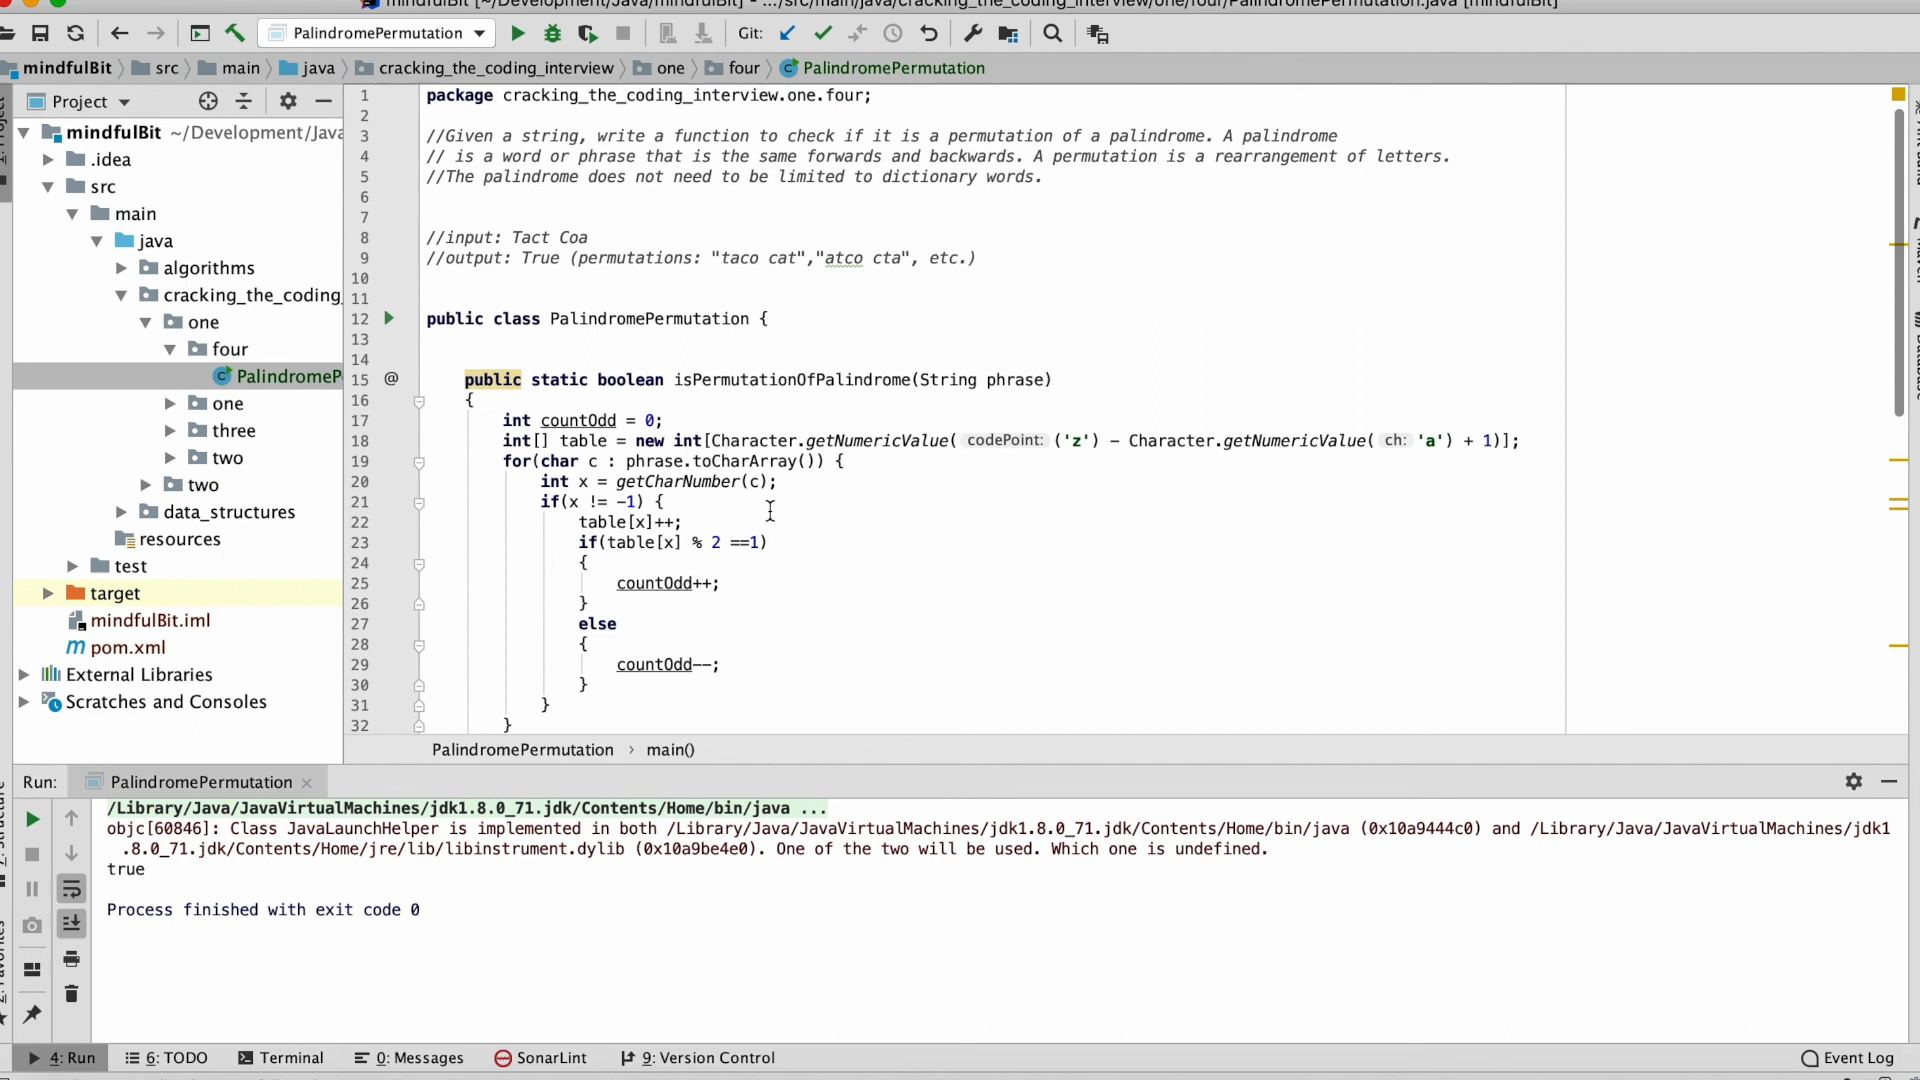 mindfulBit [~/Development/Java/mindfulBit] - .../src/main/java/cracking_the_coding_interview/one/four/PalindromePermutation.java [mindfulBit]
PalindromePermutation Git:
mindfulBit src main java cracking_the_coding_interview one four PalindromePermutation
Project
mindfulBit ~/Development/Java
.idea
src
main
java
algorithms
cracking_the_coding_
one
four
PalindromeP
one
three
two
two
data_structures
resources
test
target
mindfulBit.iml
pom.xml
External Libraries
Scratches and Consoles
1 package cracking_the_coding_interview.one.four;
2
3 //Given a string, write a function to check if it is a permutation of a palindrome. A palindrome
4 // is a word or phrase that is the same forwards and backwards. A permutation is a rearrangement of letters.
5 //The palindrome does not need to be limited to dictionary words.
6
7
8 //input: Tact Coa
9 //output: True (permutations: "taco cat","atco cta", etc.)
10
11
12 public class PalindromePermutation {
13
14
15 @ public static boolean isPermutationOfPalindrome(String phrase)
16 {
17 int countOdd = 0;
18 int[] table = new int[Character.getNumericValue( codePoint: ('z') - Character.getNumericValue( ch: 'a') + 1)];
19 for(char c : phrase.toCharArray()) {
20 int x = getCharNumber(c);
21 if(x != -1) {
22 table[x]++;
23 if(table[x] % 2 ==1)
24 {
25 countOdd++;
26 }
27 else
28 {
29 countOdd--;
30 }
31 }
32 }
PalindromePermutation › main()
Run: PalindromePermutation
/Library/Java/JavaVirtualMachines/jdk1.8.0_71.jdk/Contents/Home/bin/java ...
objc[60846]: Class JavaLaunchHelper is implemented in both /Library/Java/JavaVirtualMachines/jdk1.8.0_71.jdk/Contents/Home/bin/java (0x10a9444c0) and /Library/Java/JavaVirtualMachines/jdk1
.8.0_71.jdk/Contents/Home/jre/lib/libinstrument.dylib (0x10a9be4e0). One of the two will be used. Which one is undefined.
true
Process finished with exit code 0
4: Run 6: TODO Terminal 0: Messages SonarLint 9: Version Control Event Log